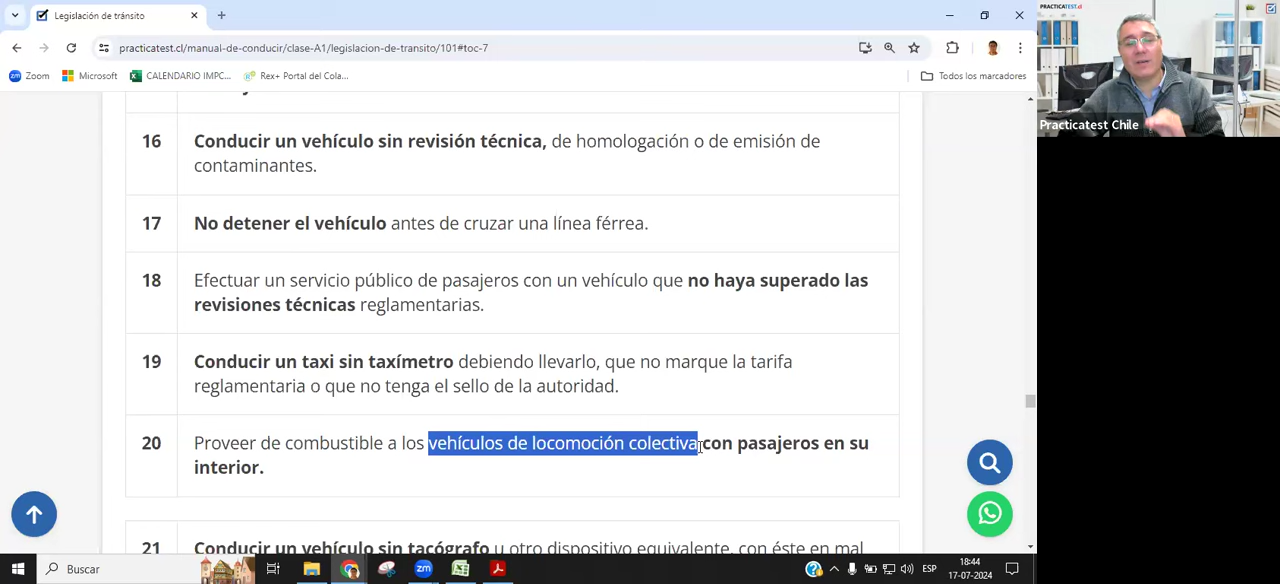 Legislación de tránsito
practicatest.cl/manual-de-conducir/clase-A1/legislacion-de-transito/101#toc-7
Zoom
Microsoft
CALENDARIO IMPC...
Rex+ Portal del Cola...
Todos los marcadores
PRACTICATEST.cl
Practicatest Chile
16 Conducir un vehículo sin revisión técnica, de homologación o de emisión de
contaminantes.
17 No detener el vehículo antes de cruzar una línea férrea.
18 Efectuar un servicio público de pasajeros con un vehículo que no haya superado las
revisiones técnicas reglamentarias.
19 Conducir un taxi sin taxímetro debiendo llevarlo, que no marque la tarifa
reglamentaria o que no tenga el sello de la autoridad.
20 Proveer de combustible a los vehículos de locomoción colectiva con pasajeros en su
interior.
21 Conducir un vehículo sin tacógrafo u otro dispositivo equivalente, con éste en mal
Buscar
ESP
18:44
17-07-2024